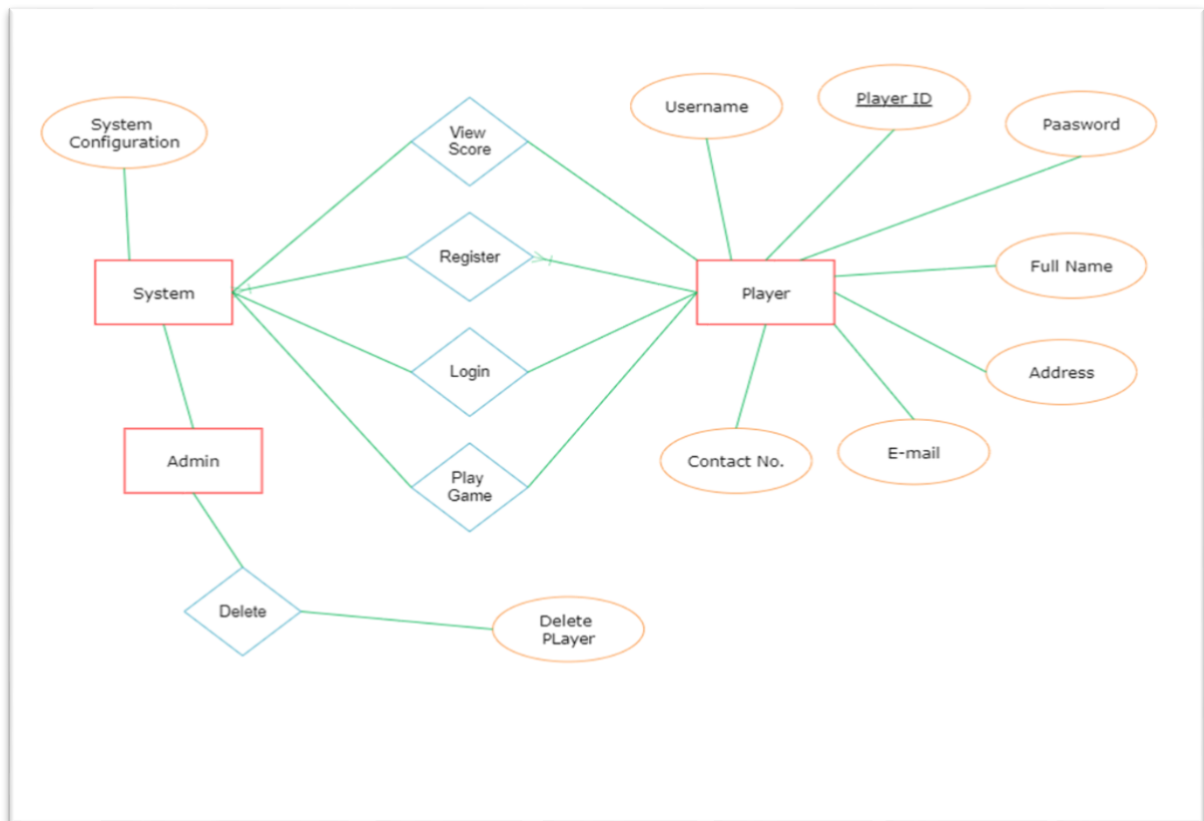 System
Configuration
View
Score
Username
Player ID
Paasword
Register
Full Name
System
Player
Login
Address
Admin
Contact No.
E-mail
Play
Game
Delete
Delete
PLayer